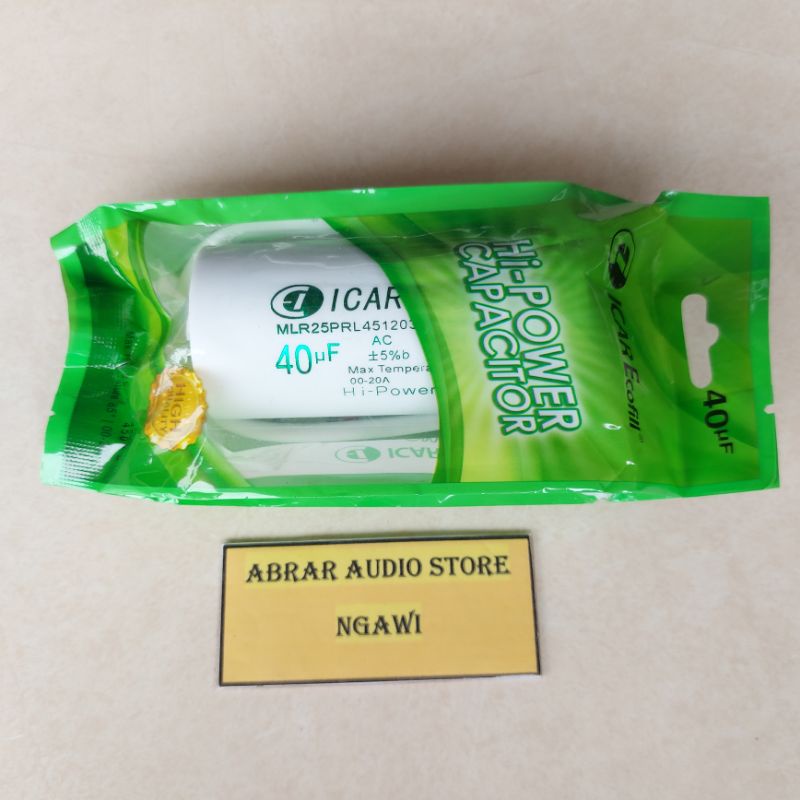 ICAR
MLR25PRL451203
AC
40µF ±5%b
Max Tempera
00-20A
Hi-Power
HIGH
ICAR
Hi-POWER
CAPACITOR
ICAR Ecofill
40µF
ABRAR AUDIO STORE
NGAWI